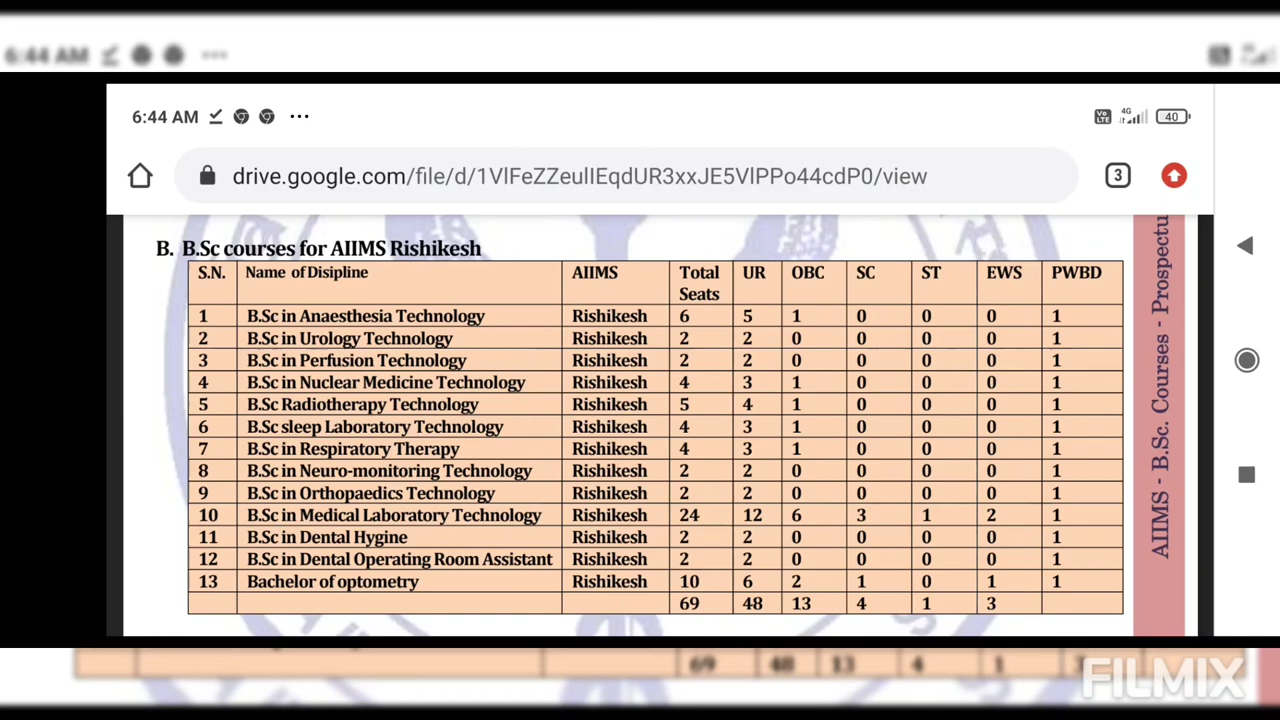 6:44 AM
6:44 AM 4G 40
drive.google.com/file/d/1VlFeZZeulIEqdUR3xxJE5VlPPo44cdP0/view 3
B. B.Sc courses for AIIMS Rishikesh
S.N. Name of Disipline AIIMS Total Seats UR OBC SC ST EWS PWBD
1 B.Sc in Anaesthesia Technology Rishikesh 6 5 1 0 0 0 1
2 B.Sc in Urology Technology Rishikesh 2 2 0 0 0 0 1
3 B.Sc in Perfusion Technology Rishikesh 2 2 0 0 0 0 1
4 B.Sc in Nuclear Medicine Technology Rishikesh 4 3 1 0 0 0 1
5 B.Sc Radiotherapy Technology Rishikesh 5 4 1 0 0 0 1
6 B.Sc sleep Laboratory Technology Rishikesh 4 3 1 0 0 0 1
7 B.Sc in Respiratory Therapy Rishikesh 4 3 1 0 0 0 1
8 B.Sc in Neuro-monitoring Technology Rishikesh 2 2 0 0 0 0 1
9 B.Sc in Orthopaedics Technology Rishikesh 2 2 0 0 0 0 1
10 B.Sc in Medical Laboratory Technology Rishikesh 24 12 6 3 1 2 1
11 B.Sc in Dental Hygine Rishikesh 2 2 0 0 0 0 1
12 B.Sc in Dental Operating Room Assistant Rishikesh 2 2 0 0 0 0 1
13 Bachelor of optometry Rishikesh 10 6 2 1 0 1 1
69 48 13 4 1 3
AIIMS - B.Sc. Courses - Prospectu
69 48 13 4 1
FILMIX